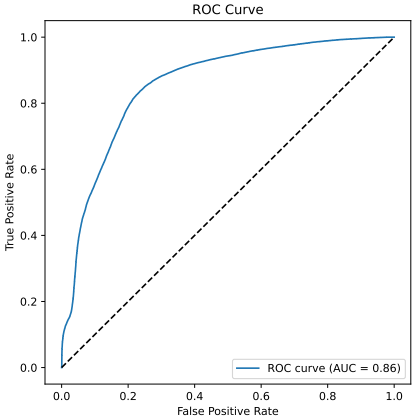 ROC Curve
1.0
0.8
0.6
0.4
0.2
0.0
True Positive Rate
0.0 0.2 0.4 0.6 0.8 1.0
False Positive Rate
ROC curve (AUC = 0.86)